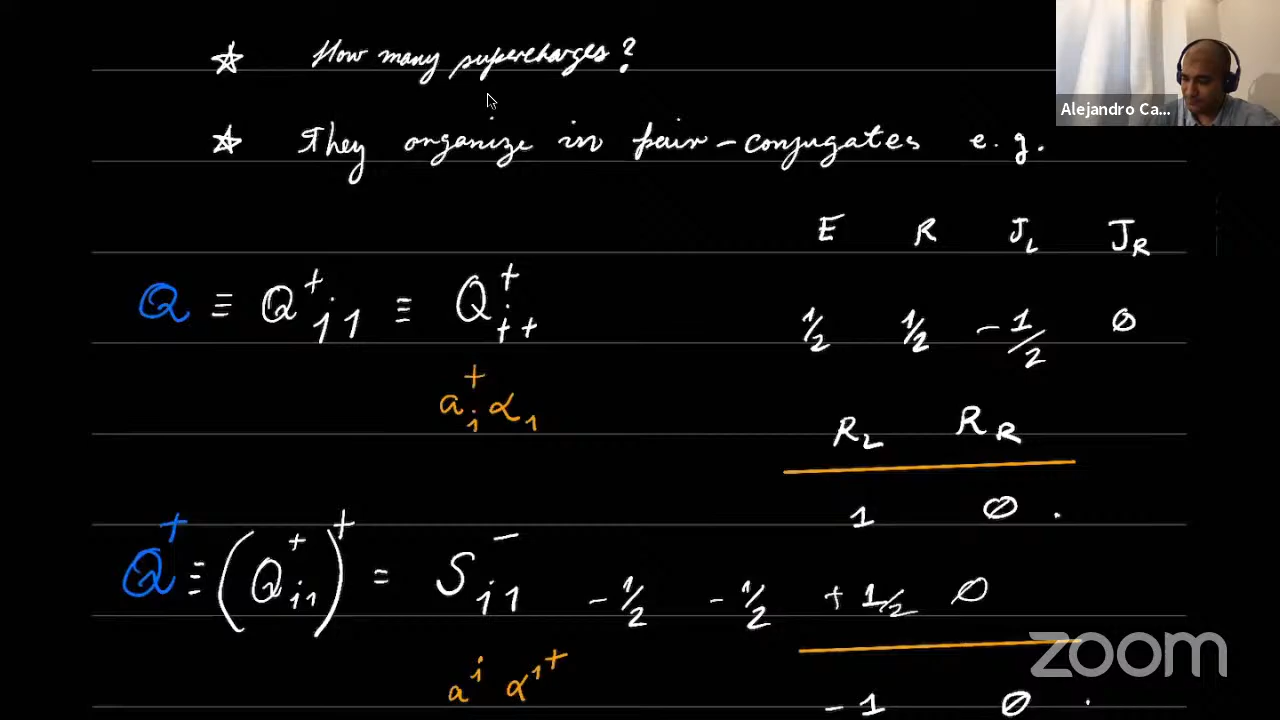 ☆ How many supercharges?
Alejandro Ca...
☆ They organize in pair-conjugates e.g.
E R J_L J_R
Q ≡ Q^+_{i1} ≡ Q^+_{++} 1/2 1/2 -1/2 0
a^+_i α_1
R_L R_R
1 0 .
Q^† ≡ (Q^+_{i1})^† = S^-_{i1} -1/2 -1/2 +1/2 0
zoom
a^i α^{1+}
-1 0 .